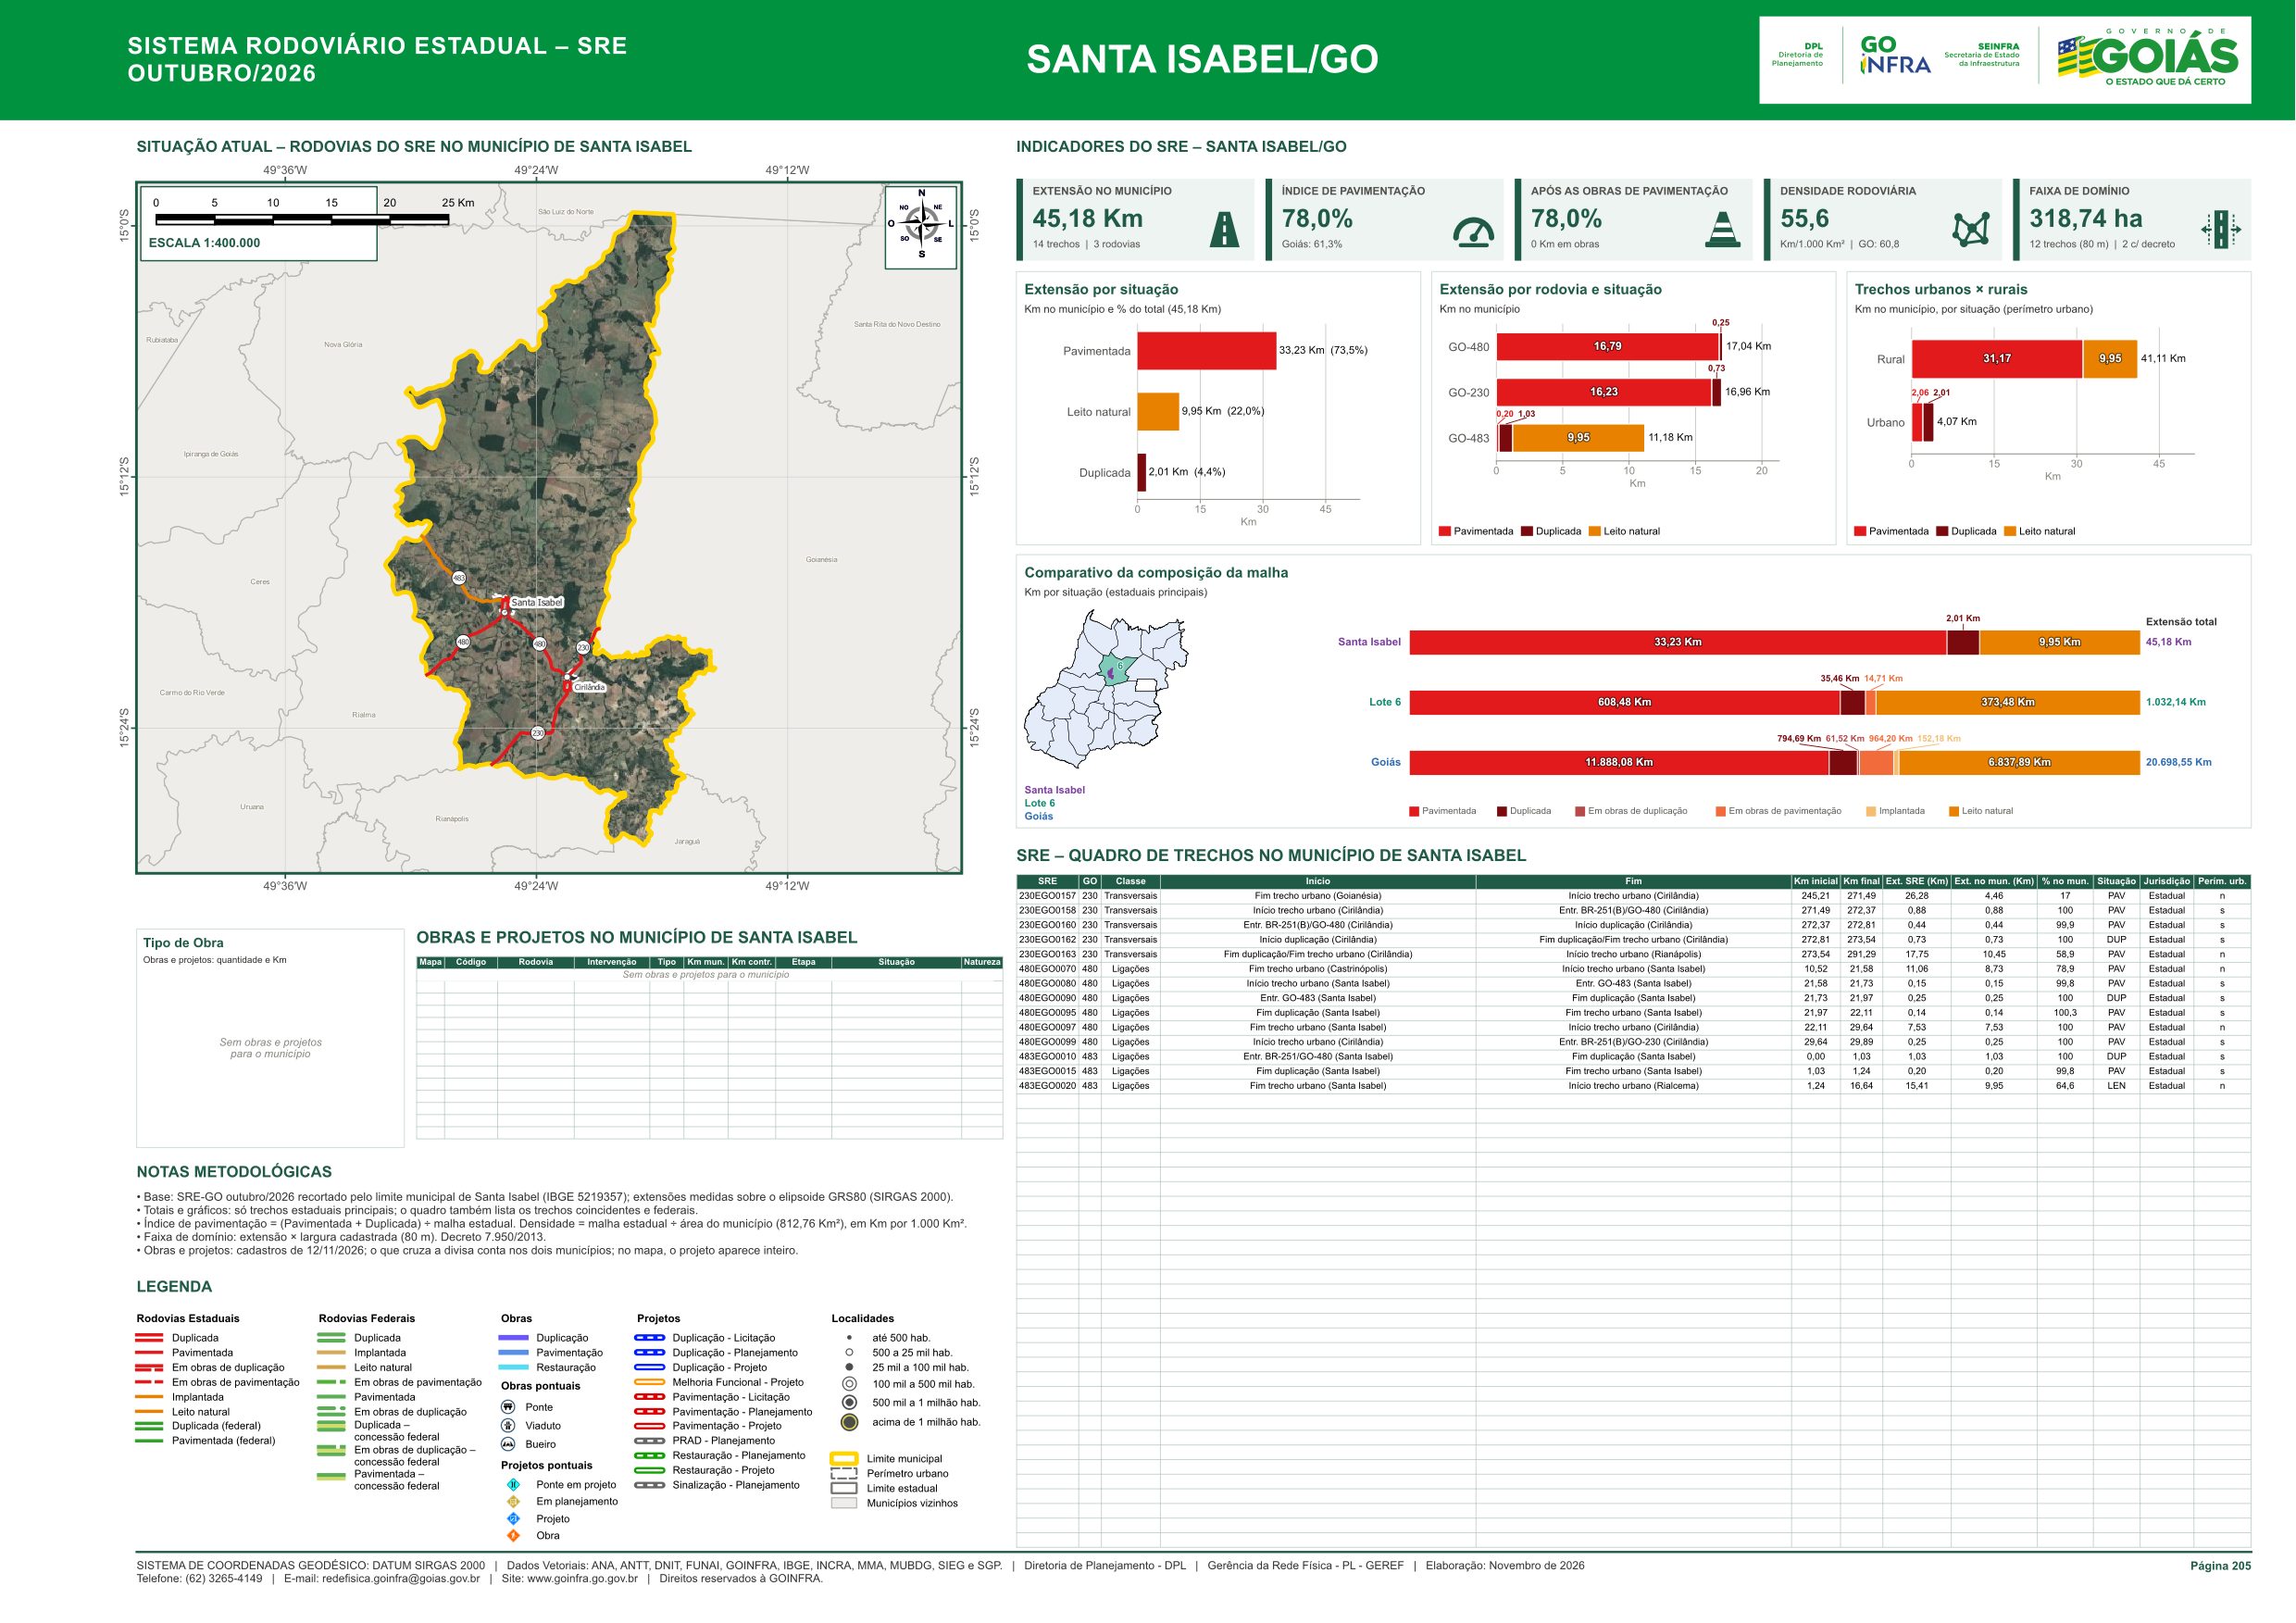 SISTEMA RODOVIÁRIO ESTADUAL – SRE
OUTUBRO/2026
SANTA ISABEL/GO
DPL
Diretoria de
Planejamento
GO
INFRA
SEINFRA
Secretaria de Estado
da Infraestrutura
GOVERNO DE
GOIÁS
O ESTADO QUE DÁ CERTO
SITUAÇÃO ATUAL – RODOVIAS DO SRE NO MUNICÍPIO DE SANTA ISABEL
49°36'W 49°24'W 49°12'W
0 5 10 15 20 25 Km
ESCALA 1:400.000
N
NO NE
O L
SO SE
S
15°0'S 15°0'S
São Luiz do Norte
Santa Rita do Novo Destino
Rubiataba
Nova Glória
Ipiranga de Goiás
15°12'S 15°12'S
Goianésia
Ceres
483
Santa Isabel
480 480 230
Cirilândia
Carmo do Rio Verde
Rialma
230
15°24'S 15°24'S
Uruana
Rianápolis
Jaraguá
49°36'W 49°24'W 49°12'W
INDICADORES DO SRE – SANTA ISABEL/GO
EXTENSÃO NO MUNICÍPIO
45,18 Km
14 trechos | 3 rodovias
ÍNDICE DE PAVIMENTAÇÃO
78,0%
Goiás: 61,3%
APÓS AS OBRAS DE PAVIMENTAÇÃO
78,0%
0 Km em obras
DENSIDADE RODOVIÁRIA
55,6
Km/1.000 Km² | GO: 60,8
FAIXA DE DOMÍNIO
318,74 ha
12 trechos (80 m) | 2 c/ decreto
Extensão por situação
Km no município e % do total (45,18 Km)
Pavimentada 33,23 Km (73,5%)
Leito natural 9,95 Km (22,0%)
Duplicada 2,01 Km (4,4%)
0 15 30 45
Km
Extensão por rodovia e situação
Km no município
0,25
GO-480 16,79 17,04 Km
0,73
GO-230 16,23 16,96 Km
0,20 1,03
GO-483 9,95 11,18 Km
0 5 10 15 20
Km
Pavimentada Duplicada Leito natural
Trechos urbanos × rurais
Km no município, por situação (perímetro urbano)
Rural 31,17 9,95 41,11 Km
2,06 2,01
Urbano 4,07 Km
0 15 30 45
Km
Pavimentada Duplicada Leito natural
Comparativo da composição da malha
Km por situação (estaduais principais)
6
Santa Isabel
Lote 6
Goiás
2,01 Km Extensão total
Santa Isabel 33,23 Km 9,95 Km 45,18 Km
35,46 Km 14,71 Km
Lote 6 608,48 Km 373,48 Km 1.032,14 Km
794,69 Km 61,52 Km 964,20 Km 152,18 Km
Goiás 11.888,08 Km 6.837,89 Km 20.698,55 Km
Pavimentada Duplicada Em obras de duplicação Em obras de pavimentação Implantada Leito natural
SRE – QUADRO DE TRECHOS NO MUNICÍPIO DE SANTA ISABEL
SRE GO Classe Início Fim Km inicial Km final Ext. SRE (Km) Ext. no mun. (Km) % no mun. Situação Jurisdição Perím. urb.
230EGO0157 230 Transversais Fim trecho urbano (Goianésia) Início trecho urbano (Cirilândia) 245,21 271,49 26,28 4,46 17 PAV Estadual n
230EGO0158 230 Transversais Início trecho urbano (Cirilândia) Entr. BR-251(B)/GO-480 (Cirilândia) 271,49 272,37 0,88 0,88 100 PAV Estadual s
230EGO0160 230 Transversais Entr. BR-251(B)/GO-480 (Cirilândia) Início duplicação (Cirilândia) 272,37 272,81 0,44 0,44 99,9 PAV Estadual s
230EGO0162 230 Transversais Início duplicação (Cirilândia) Fim duplicação/Fim trecho urbano (Cirilândia) 272,81 273,54 0,73 0,73 100 DUP Estadual s
230EGO0163 230 Transversais Fim duplicação/Fim trecho urbano (Cirilândia) Início trecho urbano (Rianápolis) 273,54 291,29 17,75 10,45 58,9 PAV Estadual n
480EGO0070 480 Ligações Fim trecho urbano (Castrinópolis) Início trecho urbano (Santa Isabel) 10,52 21,58 11,06 8,73 78,9 PAV Estadual n
480EGO0080 480 Ligações Início trecho urbano (Santa Isabel) Entr. GO-483 (Santa Isabel) 21,58 21,73 0,15 0,15 99,8 PAV Estadual s
480EGO0090 480 Ligações Entr. GO-483 (Santa Isabel) Fim duplicação (Santa Isabel) 21,73 21,97 0,25 0,25 100 DUP Estadual s
480EGO0095 480 Ligações Fim duplicação (Santa Isabel) Fim trecho urbano (Santa Isabel) 21,97 22,11 0,14 0,14 100,3 PAV Estadual s
480EGO0097 480 Ligações Fim trecho urbano (Santa Isabel) Início trecho urbano (Cirilândia) 22,11 29,64 7,53 7,53 100 PAV Estadual n
480EGO0099 480 Ligações Início trecho urbano (Cirilândia) Entr. BR-251(B)/GO-230 (Cirilândia) 29,64 29,89 0,25 0,25 100 PAV Estadual s
483EGO0010 483 Ligações Entr. BR-251/GO-480 (Santa Isabel) Fim duplicação (Santa Isabel) 0,00 1,03 1,03 1,03 100 DUP Estadual s
483EGO0015 483 Ligações Fim duplicação (Santa Isabel) Fim trecho urbano (Santa Isabel) 1,03 1,24 0,20 0,20 99,8 PAV Estadual s
483EGO0020 483 Ligações Fim trecho urbano (Santa Isabel) Início trecho urbano (Rialcema) 1,24 16,64 15,41 9,95 64,6 LEN Estadual n
Tipo de Obra
Obras e projetos: quantidade e Km
Sem obras e projetos
para o município
OBRAS E PROJETOS NO MUNICÍPIO DE SANTA ISABEL
Mapa Código Rodovia Intervenção Tipo Km mun. Km contr. Etapa Situação Natureza
Sem obras e projetos para o município
NOTAS METODOLÓGICAS
• Base: SRE-GO outubro/2026 recortado pelo limite municipal de Santa Isabel (IBGE 5219357); extensões medidas sobre o elipsoide GRS80 (SIRGAS 2000).
• Totais e gráficos: só trechos estaduais principais; o quadro também lista os trechos coincidentes e federais.
• Índice de pavimentação = (Pavimentada + Duplicada) ÷ malha estadual. Densidade = malha estadual ÷ área do município (812,76 Km²), em Km por 1.000 Km².
• Faixa de domínio: extensão × largura cadastrada (80 m). Decreto 7.950/2013.
• Obras e projetos: cadastros de 12/11/2026; o que cruza a divisa conta nos dois municípios; no mapa, o projeto aparece inteiro.
LEGENDA
Rodovias Estaduais
Duplicada
Pavimentada
Em obras de duplicação
Em obras de pavimentação
Implantada
Leito natural
Duplicada (federal)
Pavimentada (federal)
Rodovias Federais
Duplicada
Implantada
Leito natural
Em obras de pavimentação
Pavimentada
Em obras de duplicação
Duplicada –
concessão federal
Em obras de duplicação –
concessão federal
Pavimentada –
concessão federal
Obras
Duplicação
Pavimentação
Restauração
Obras pontuais
Ponte
Viaduto
Bueiro
Projetos pontuais
Ponte em projeto
Em planejamento
Projeto
Obra
Projetos
Duplicação - Licitação
Duplicação - Planejamento
Duplicação - Projeto
Melhoria Funcional - Projeto
Pavimentação - Licitação
Pavimentação - Planejamento
Pavimentação - Projeto
PRAD - Planejamento
Restauração - Planejamento
Restauração - Projeto
Sinalização - Planejamento
Localidades
até 500 hab.
500 a 25 mil hab.
25 mil a 100 mil hab.
100 mil a 500 mil hab.
500 mil a 1 milhão hab.
acima de 1 milhão hab.
Limite municipal
Perímetro urbano
Limite estadual
Municípios vizinhos
SISTEMA DE COORDENADAS GEODÉSICO: DATUM SIRGAS 2000 | Dados Vetoriais: ANA, ANTT, DNIT, FUNAI, GOINFRA, IBGE, INCRA, MMA, MUBDG, SIEG e SGP. | Diretoria de Planejamento - DPL | Gerência da Rede Física - PL - GEREF | Elaboração: Novembro de 2026
Página 205
Telefone: (62) 3265-4149 | E-mail: redefisica.goinfra@goias.gov.br | Site: www.goinfra.go.gov.br | Direitos reservados à GOINFRA.